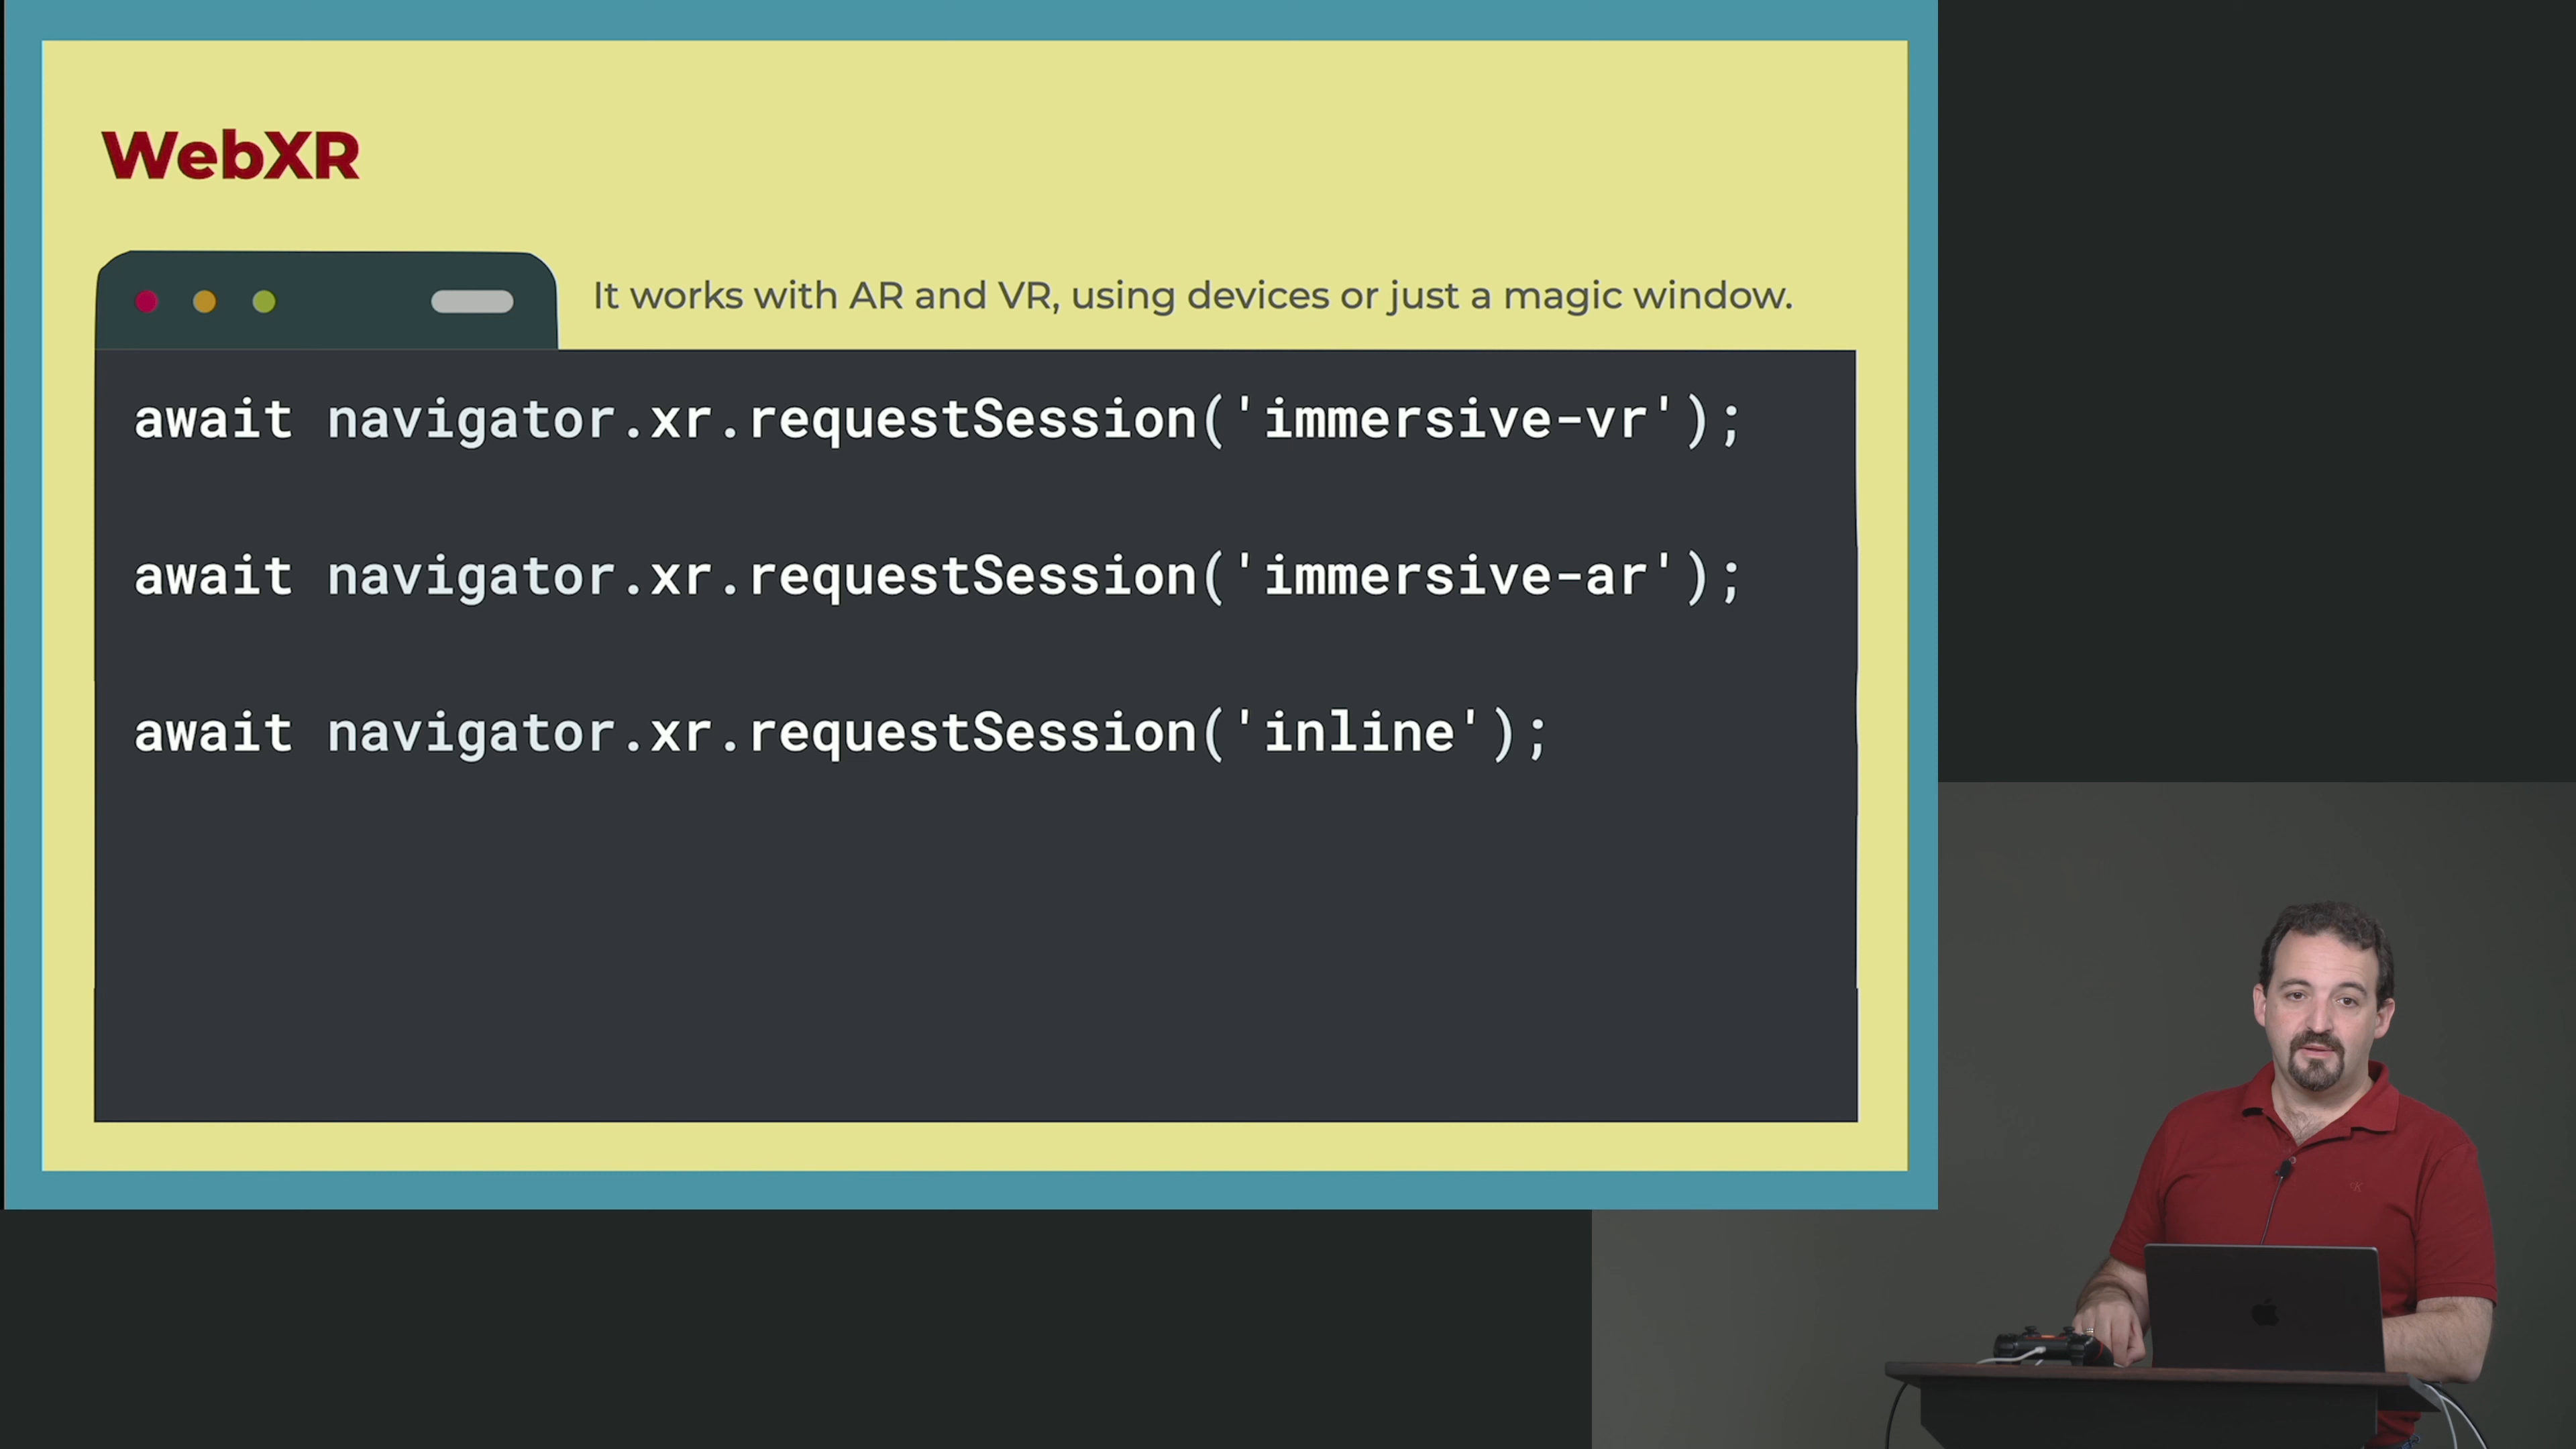 WebXR
It works with AR and VR, using devices or just a magic window.
await navigator.xr.requestSession('immersive-vr');
await navigator.xr.requestSession('immersive-ar');
await navigator.xr.requestSession('inline');